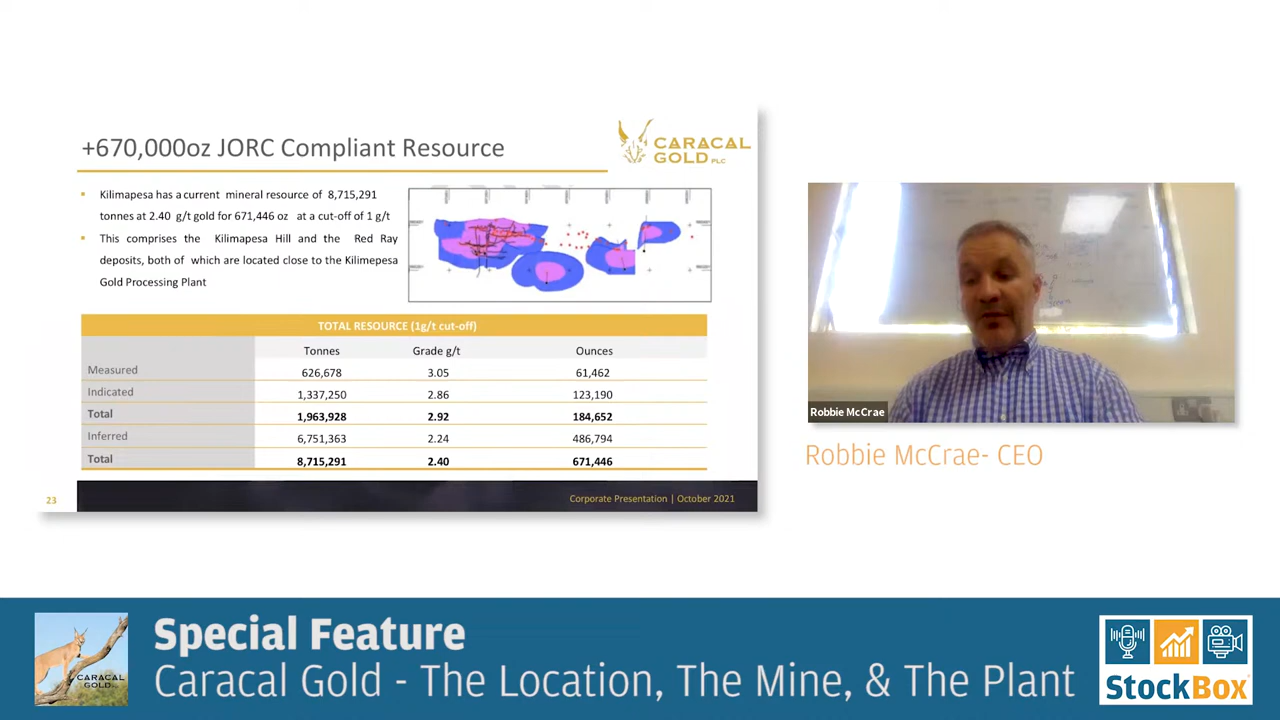 +670,000oz JORC Compliant Resource
CARACAL
GOLD PLC
Kilimapesa has a current mineral resource of 8,715,291
tonnes at 2.40 g/t gold for 671,446 oz at a cut-off of 1 g/t
This comprises the Kilimapesa Hill and the Red Ray
deposits, both of which are located close to the Kilimepesa
Gold Processing Plant
TOTAL RESOURCE (1g/t cut-off)
Tonnes Grade g/t Ounces
Measured 626,678 3.05 61,462
Indicated 1,337,250 2.86 123,190
Total 1,963,928 2.92 184,652
Inferred 6,751,363 2.24 486,794
Total 8,715,291 2.40 671,446
23
Corporate Presentation | October 2021
Robbie McCrae
Robbie McCrae- CEO
Special Feature
Caracal Gold - The Location, The Mine, & The Plant
CARACAL
GOLD
StockBox